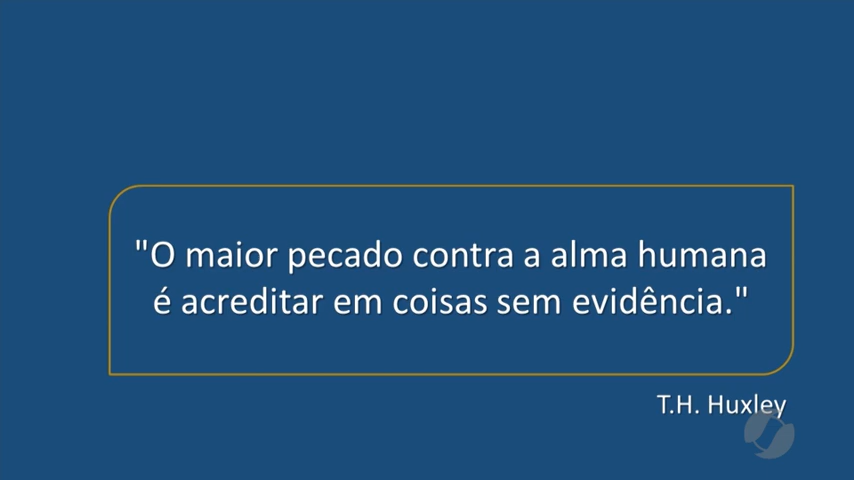 "O maior pecado contra a alma humana
é acreditar em coisas sem evidência."
T.H. Huxley